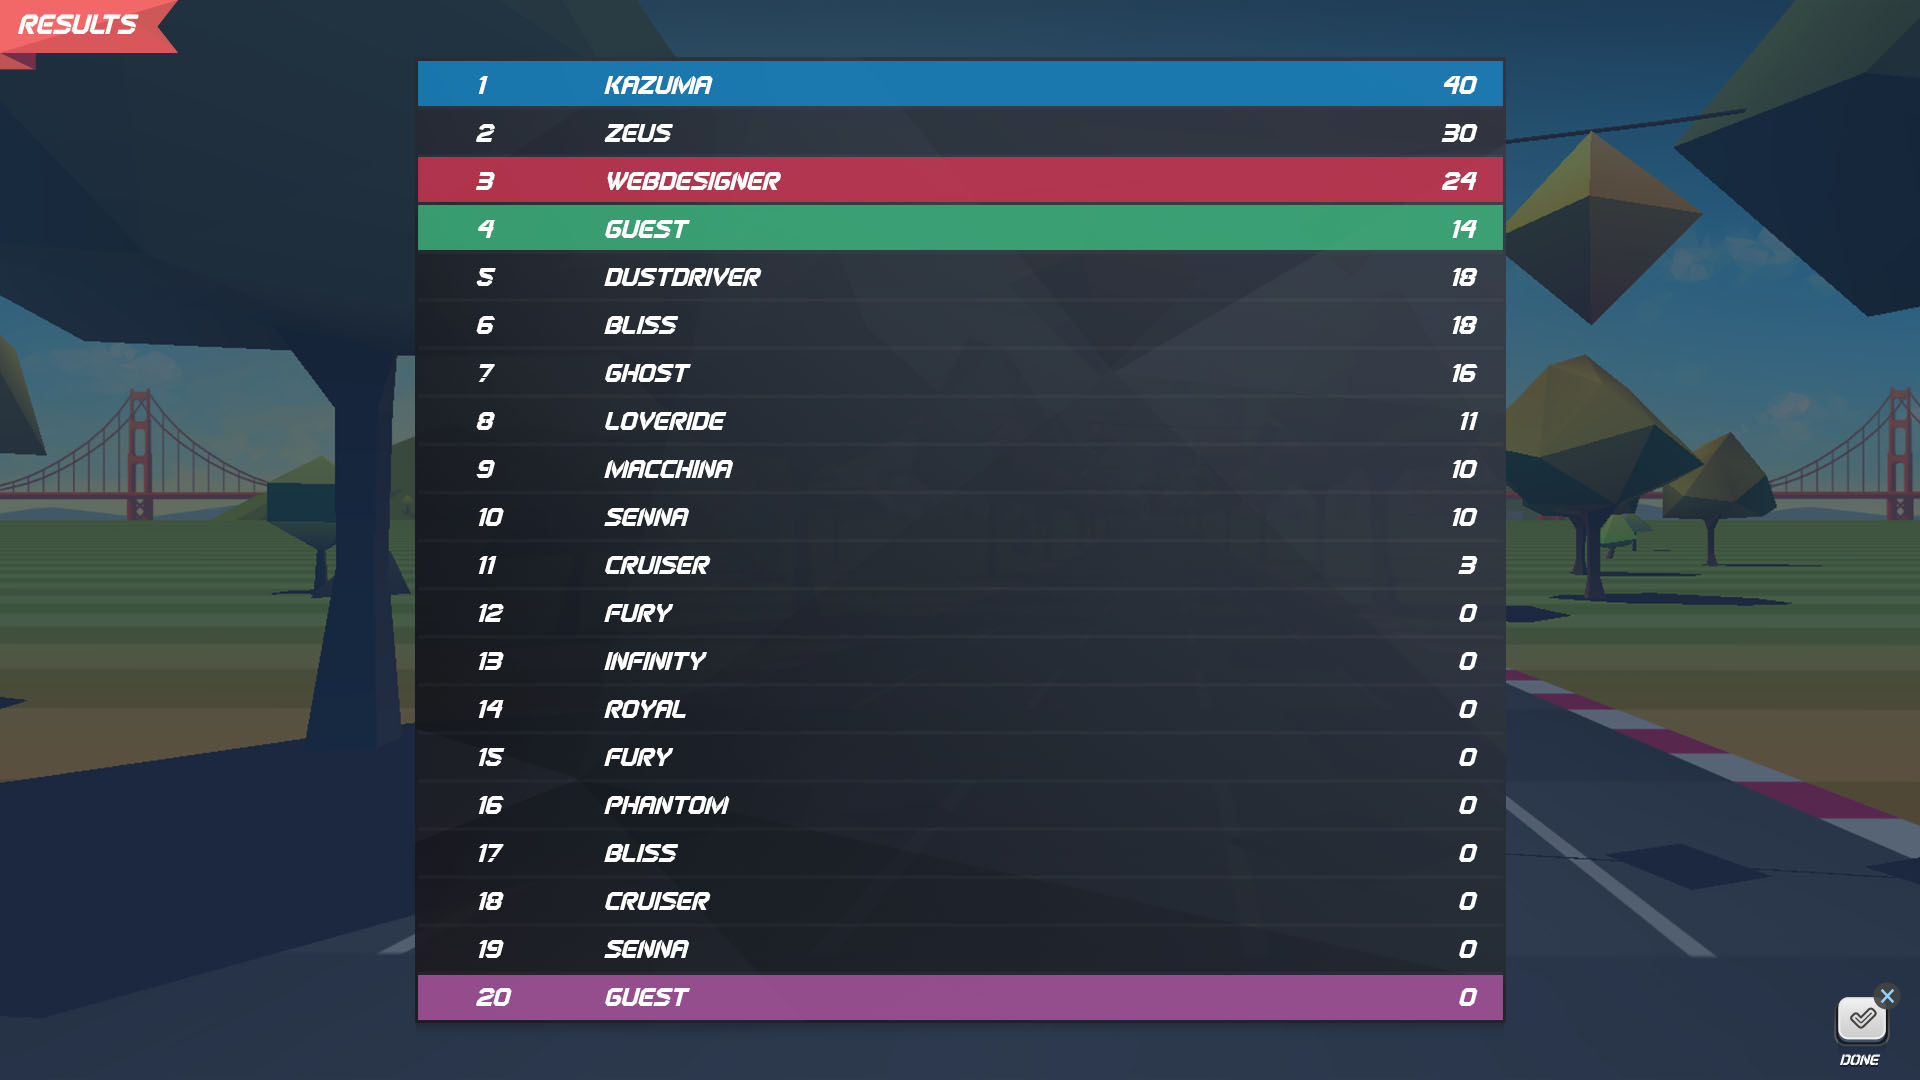 RESULTS
1 KAZUMA 40
2 ZEUS 30
3 WEBDESIGNER 24
4 GUEST 14
5 DUSTDRIVER 18
6 BLISS 18
7 GHOST 16
8 LOVERIDE 11
9 MACCHINA 10
10 SENNA 10
11 CRUISER 3
12 FURY 0
13 INFINITY 0
14 ROYAL 0
15 FURY 0
16 PHANTOM 0
17 BLISS 0
18 CRUISER 0
19 SENNA 0
20 GUEST 0
DONE